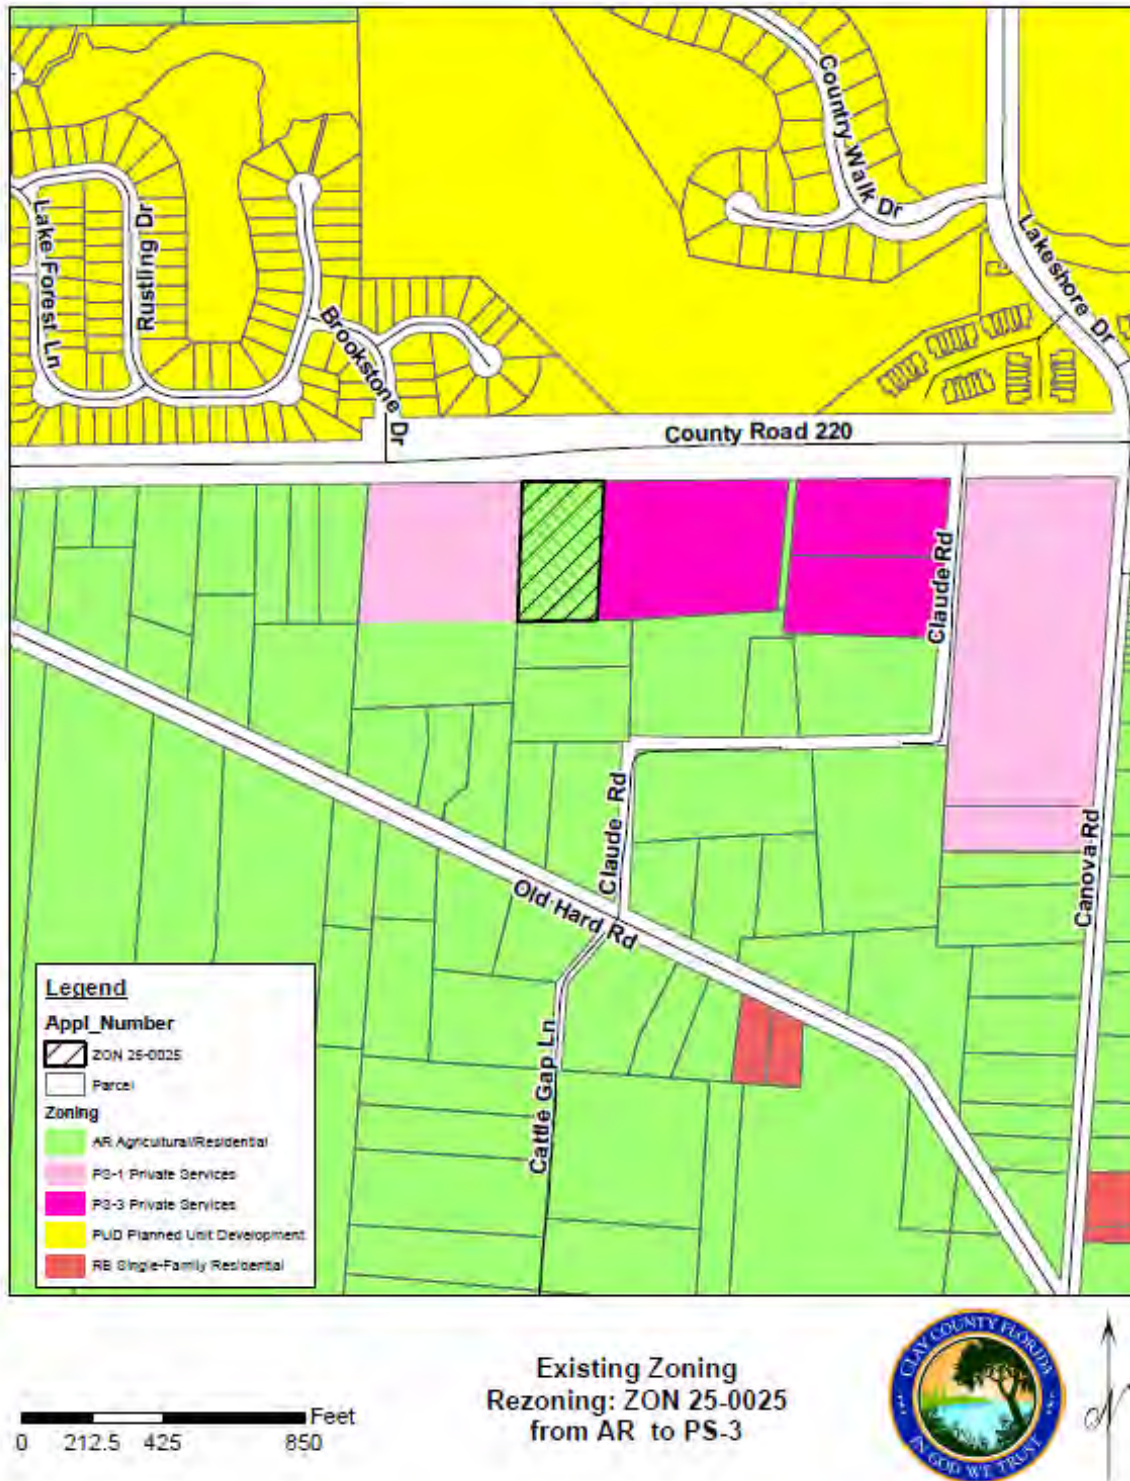 Country Walk Dr
Lakeshore Dr
Lake Forest Ln
Rustling Dr
Brookstone Dr
County Road 220
Claude Rd
Claude Rd
Canova Rd
Old Hard Rd
Cattle Gap Ln
Legend
Appl_Number
ZON 25-0025
Parcel
Zoning
AR Agricultural/Residential
PS-1 Private Services
PS-3 Private Services
PUD Planned Unit Development
RB Single-Family Residential
Existing Zoning
Rezoning: ZON 25-0025
from AR to PS-3
Feet
0 212.5 425 850
CLAY COUNTY FLORIDA
IN GOD WE TRUST
N